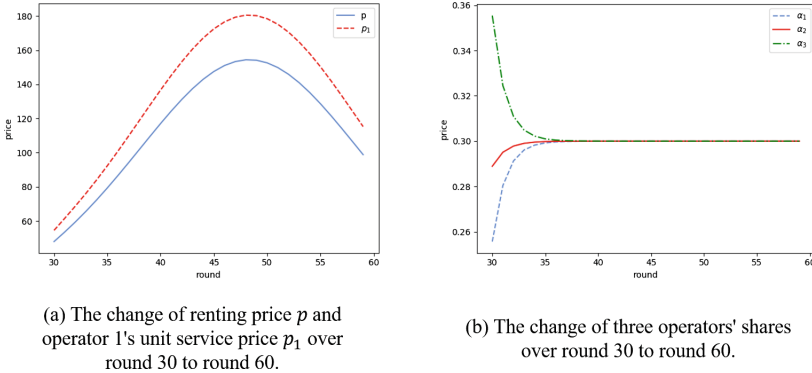 180
160
140
120
100
80
60
price
30
35
40
45
50
55
60
round
p
p₁
(a) The change of renting price p and
operator 1's unit service price p₁ over
round 30 to round 60.
0.36
0.34
0.32
0.30
0.28
0.26
price
30
35
40
45
50
55
60
round
α₁
α₂
α₃
(b) The change of three operators' shares
over round 30 to round 60.